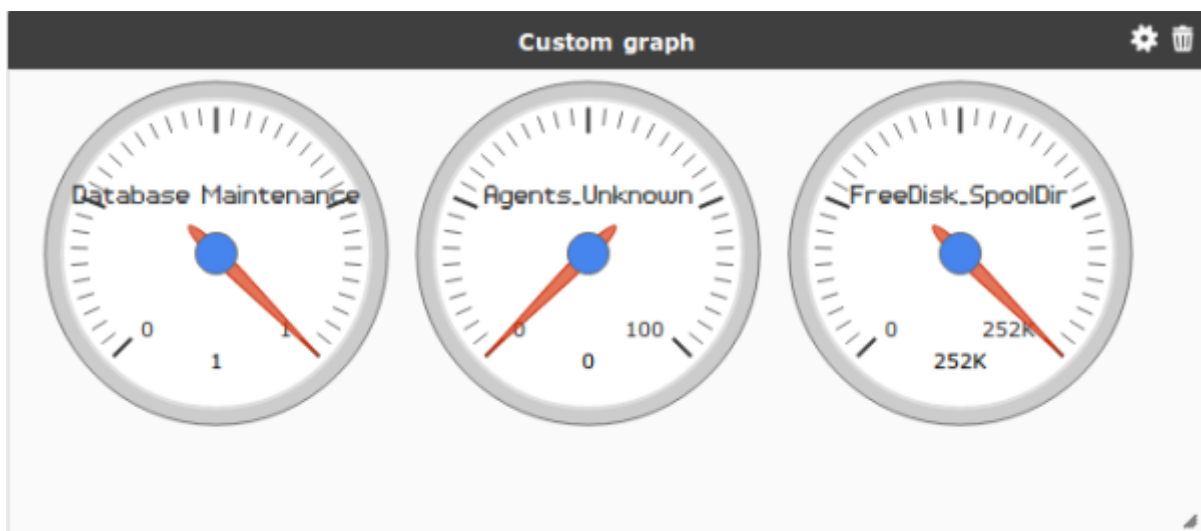 Custom graph
Database Maintenance
0 1
1
Agents_Unknown
0 100
0
FreeDisk_SpoolDir
0 252K
252K